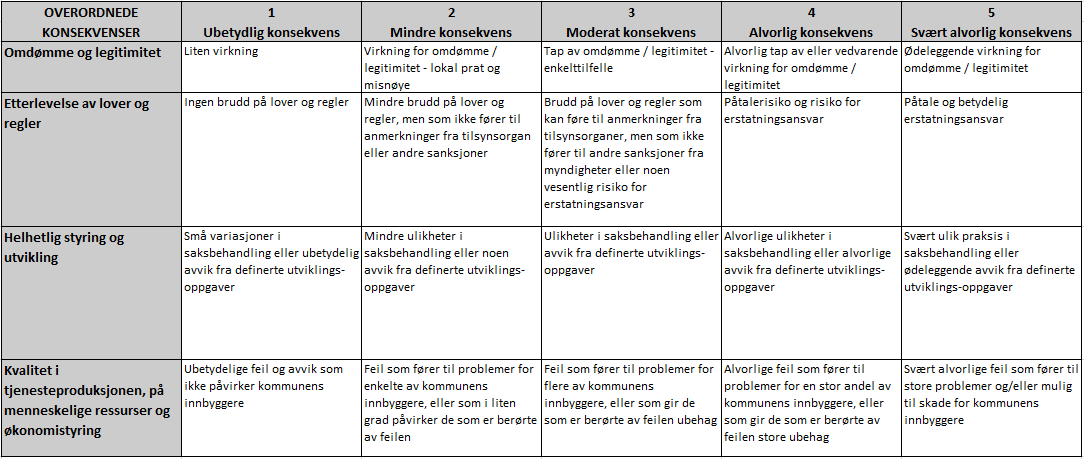 OVERORDNEDE
KONSEKVENSER
1
Ubetydlig konsekvens
2
Mindre konsekvens
3
Moderat konsekvens
4
Alvorlig konsekvens
5
Svært alvorlig konsekvens
Omdømme og legitimitet
Liten virkning
Virkning for omdømme /
legitimitet - lokal prat og
misnøye
Tap av omdømme / legitimitet -
enkelttilfelle
Alvorlig tap av eller vedvarende
virkning for omdømme /
legitimitet
Ødeleggende virkning for
omdømme / legitimitet
Etterlevelse av lover og
regler
Ingen brudd på lover og regler
Mindre brudd på lover og
regler, men som ikke fører til
anmerkninger fra tilsynsorgan
eller andre sanksjoner
Brudd på lover og regler som
kan føre til anmerkninger fra
tilsynsorganer, men som ikke
fører til andre sanksjoner fra
myndigheter eller noen
vesentlig risiko for
erstatningsansvar
Påtalerisiko og risiko for
erstatningsansvar
Påtale og betydelig
erstatningsansvar
Helhetlig styring og
utvikling
Små variasjoner i
saksbehandling eller ubetydelig
avvik fra definerte utviklings-
oppgaver
Mindre ulikheter i
saksbehandling eller noen
avvik fra definerte utviklings-
oppgaver
Ulikheter i saksbehandling eller
avvik fra definerte utviklings-
oppgaver
Alvorlige ulikheter i
saksbehandling eller alvorlige
avvik fra definerte utviklings-
oppgaver
Svært ulik praksis i
saksbehandling eller
ødeleggende avvik fra definerte
utviklings-oppgaver
Kvalitet i
tjenesteproduksjonen, på
menneskelige ressurser og
økonomistyring
Ubetydelige feil og avvik som
ikke påvirker kommunens
innbyggere
Feil som fører til problemer for
enkelte av kommunens
innbyggere, eller som i liten
grad påvirker de som er berørte
av feilen
Feil som fører til problemer for
flere av kommunens
innbyggere, eller som gir de
som er berørte av feilen ubehag
Alvorlige feil som fører til
problemer for en stor andel av
kommunens innbyggere, eller
som gir de som er berørte av
feilen store ubehag
Svært alvorlige feil som fører til
store problemer og/eller mulig
til skade for kommunens
innbyggere